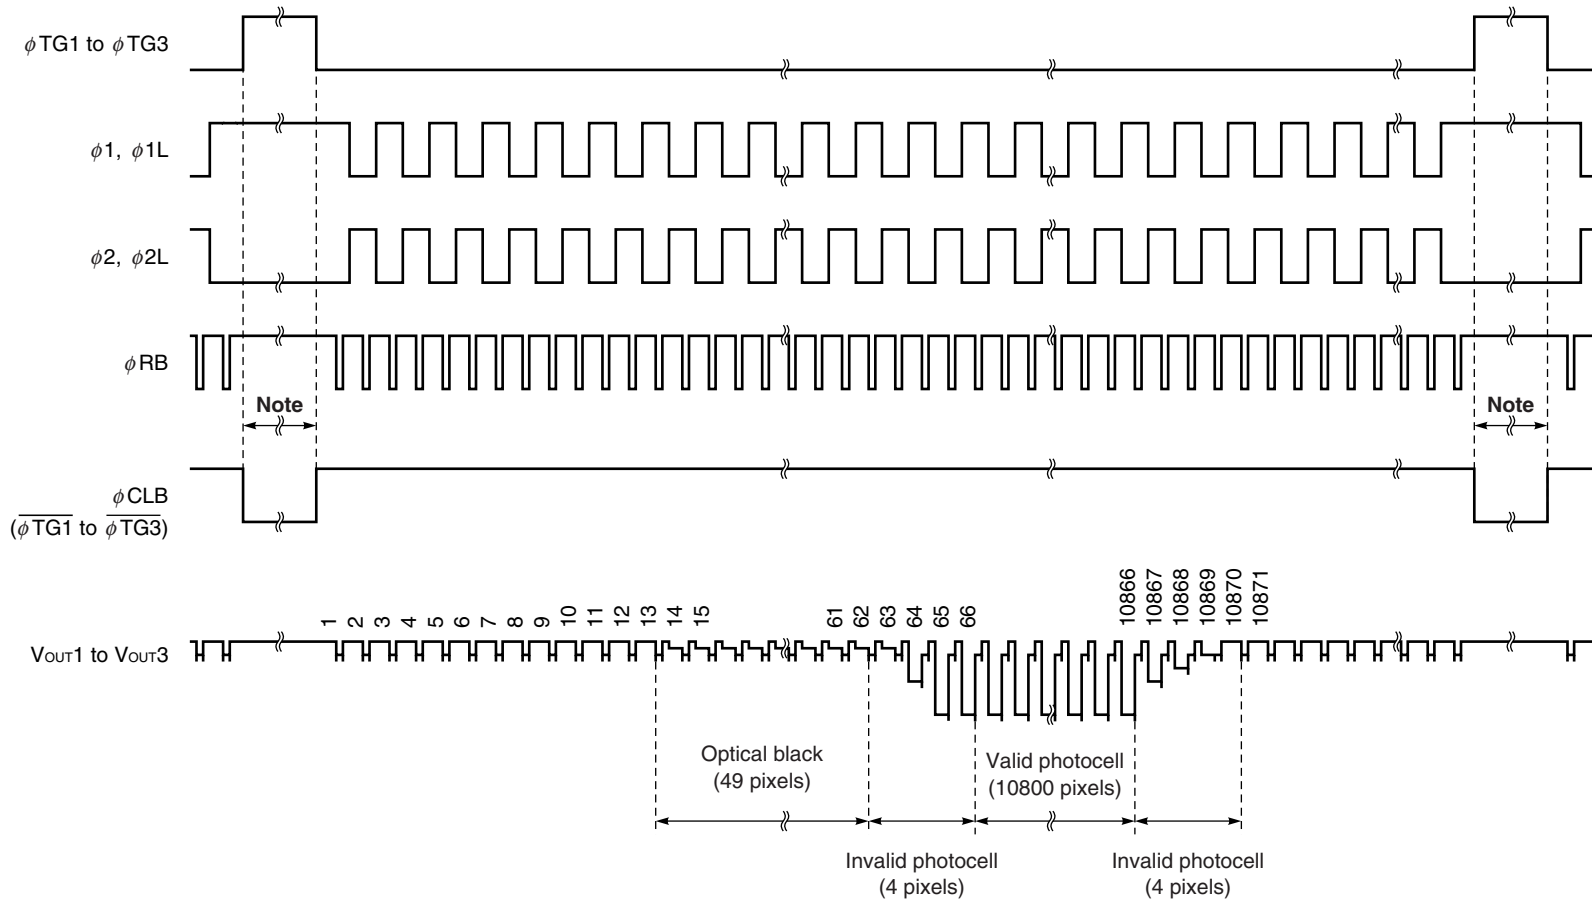 ϕTG1 to ϕTG3
ϕ1, ϕ1L
ϕ2, ϕ2L
ϕRB
Note
Note
ϕCLB
(ϕTG1 to ϕTG3)
1 2 3 4 5 6 7 8 9 10 11 12 13 14 15 61 62 63 64 65 66 10866 10867 10868 10869 10870 10871
VOUT1 to VOUT3
Optical black
(49 pixels)
Valid photocell
(10800 pixels)
Invalid photocell
(4 pixels)
Invalid photocell
(4 pixels)